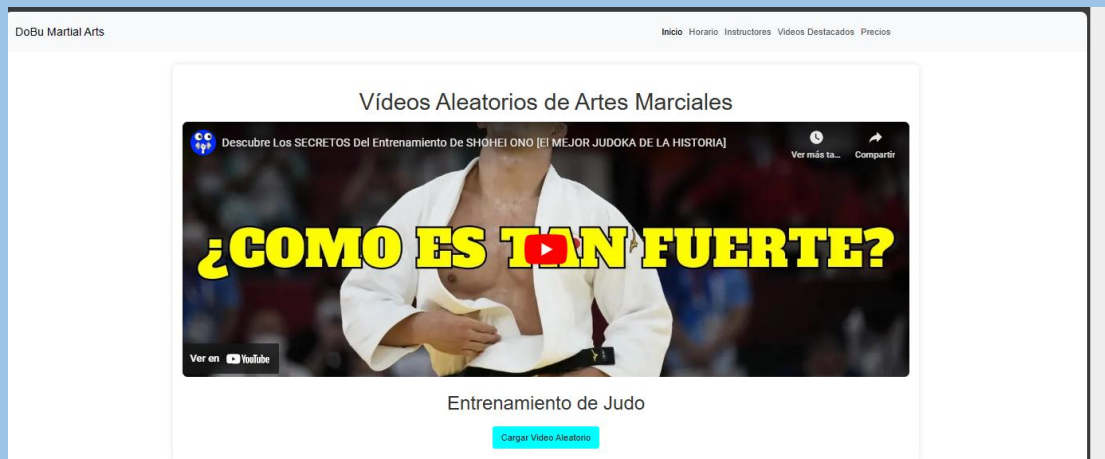 DoBu Martial Arts
Inicio Horario Instructores Videos Destacados Precios
Vídeos Aleatorios de Artes Marciales
Descubre Los SECRETOS Del Entrenamiento De SHOHEI ONO [El MEJOR JUDOKA DE LA HISTORIA]
Ver más ta... Compartir
¿COMO ES TAN FUERTE?
Ver en YouTube
Entrenamiento de Judo
Cargar Video Aleatorio